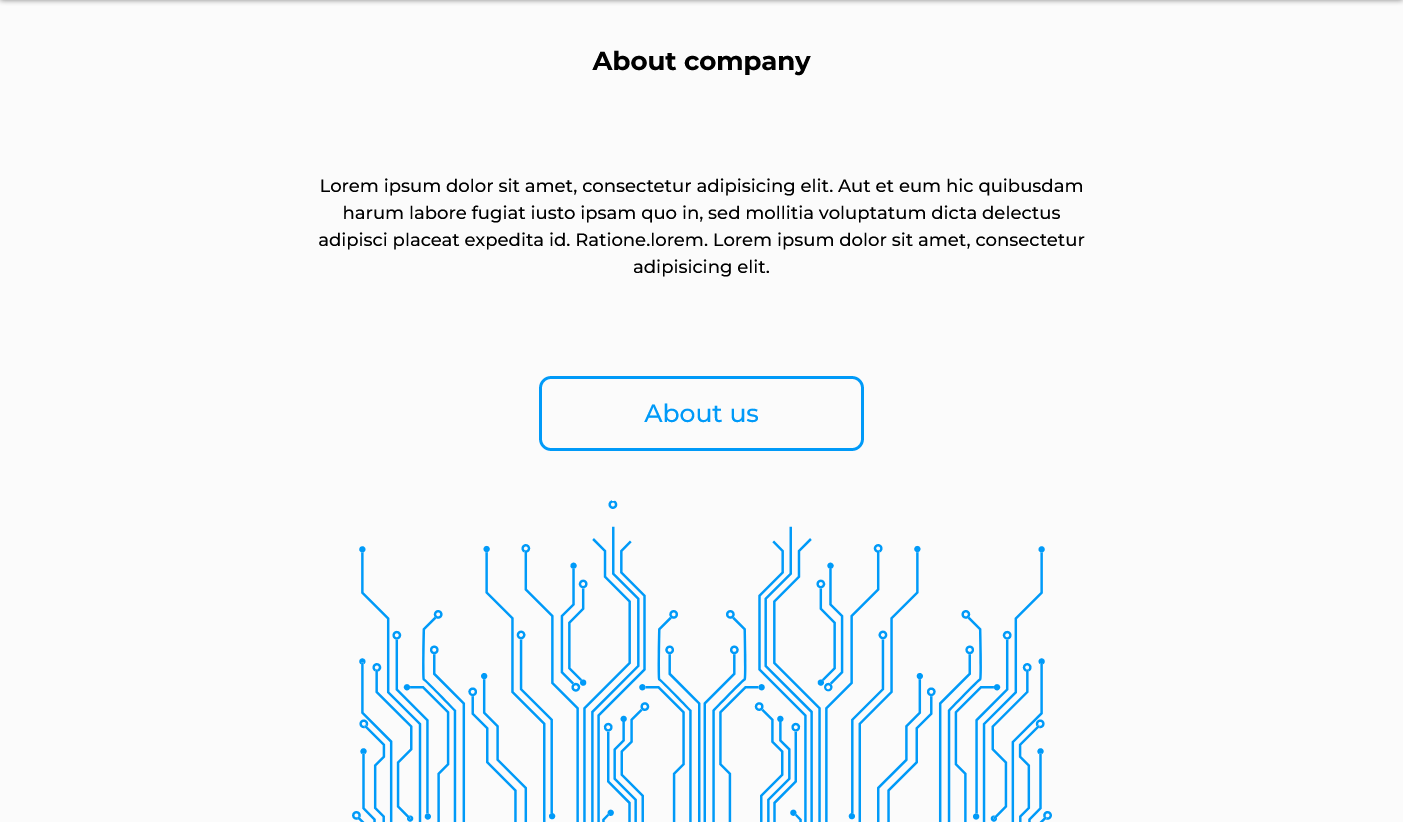 About company
Lorem ipsum dolor sit amet, consectetur adipisicing elit. Aut et eum hic quibusdam
harum labore fugiat iusto ipsam quo in, sed mollitia voluptatum dicta delectus
adipisci placeat expedita id. Ratione.lorem. Lorem ipsum dolor sit amet, consectetur
adipisicing elit.
About us